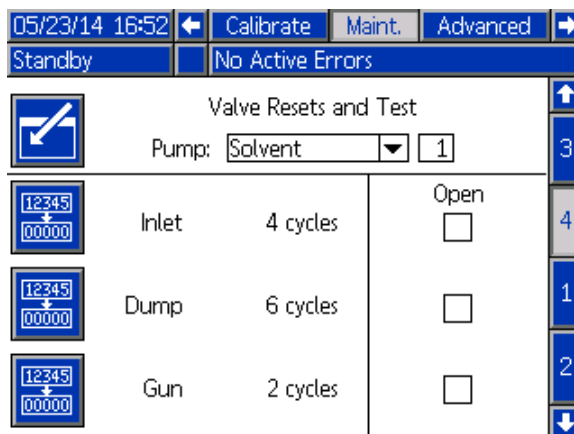 05/23/14 16:52 Calibrate Maint. Advanced
Standby No Active Errors
Valve Resets and Test
Pump: Solvent 1
3
Open
12345
00000
Inlet 4 cycles
4
12345
00000
Dump 6 cycles
1
12345
00000
Gun 2 cycles
2